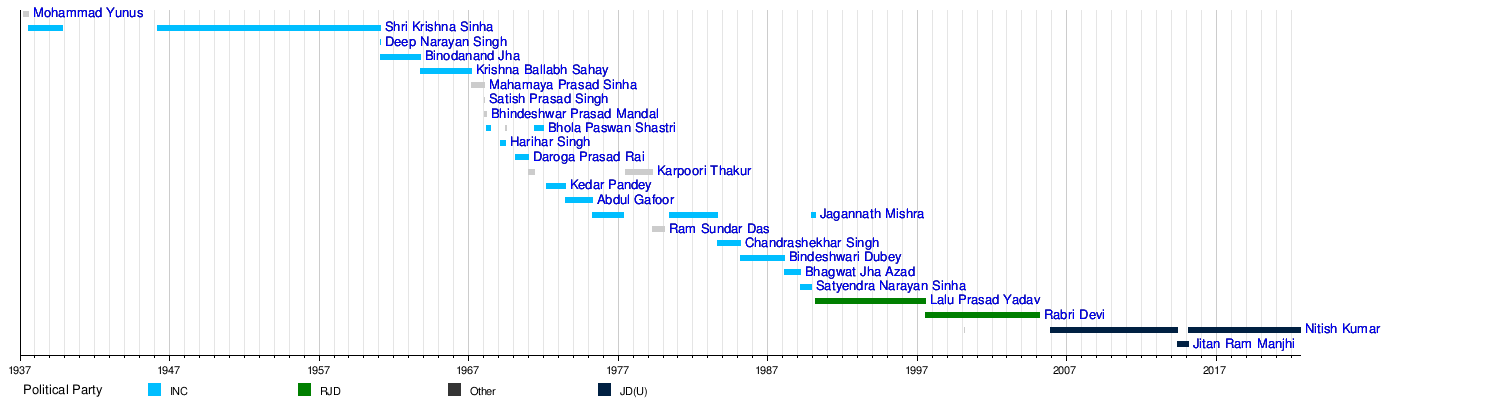 Mohammad Yunus
Shri Krishna Sinha
Deep Narayan Singh
Binodanand Jha
Krishna Ballabh Sahay
Mahamaya Prasad Sinha
Satish Prasad Singh
Bhindeshwar Prasad Mandal
Bhola Paswan Shastri
Harihar Singh
Daroga Prasad Rai
Karpoori Thakur
Kedar Pandey
Abdul Gafoor
Jagannath Mishra
Ram Sundar Das
Chandrashekhar Singh
Bindeshwari Dubey
Bhagwat Jha Azad
Satyendra Narayan Sinha
Lalu Prasad Yadav
Rabri Devi
Nitish Kumar
Jitan Ram Manjhi
1937 1947 1957 1967 1977 1987 1997 2007 2017
Political Party INC RJD Other JD(U)